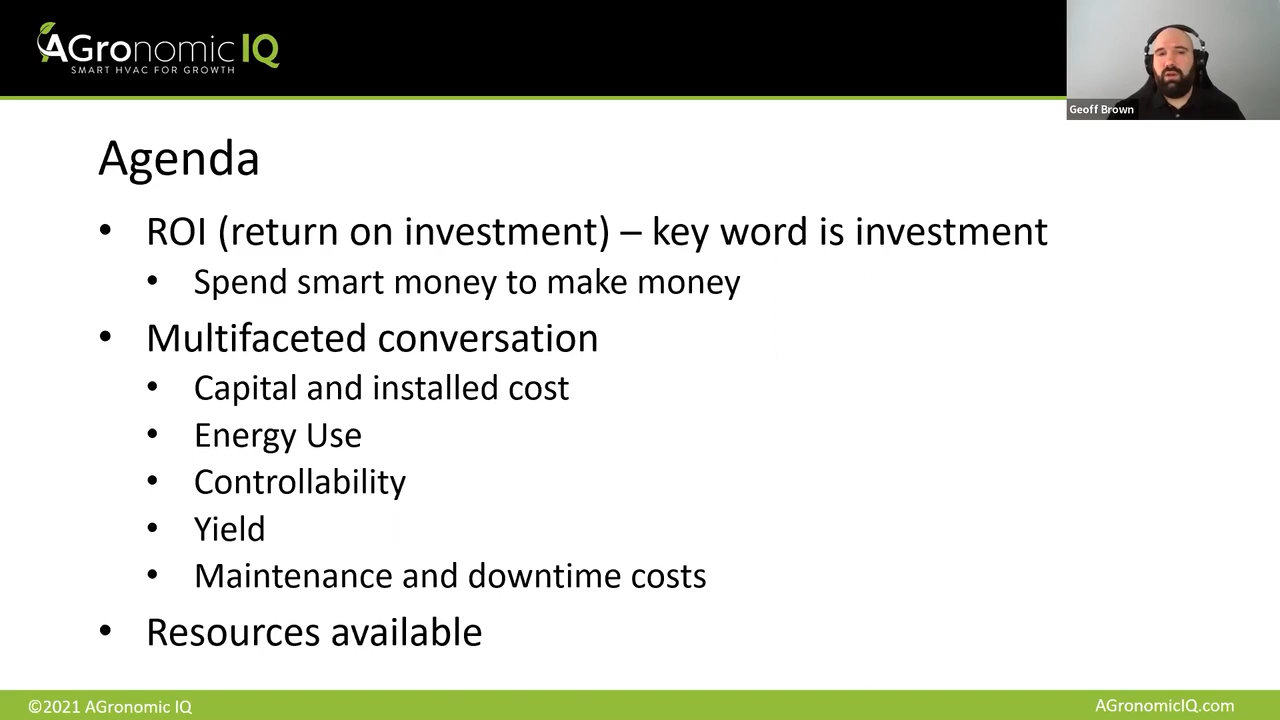 AGronomic IQ
SMART HVAC FOR GROWTH
Geoff Brown
Agenda
• ROI (return on investment) – key word is investment
• Spend smart money to make money
• Multifaceted conversation
• Capital and installed cost
• Energy Use
• Controllability
• Yield
• Maintenance and downtime costs
• Resources available
©2021 AGronomic IQ
AGronomicIQ.com